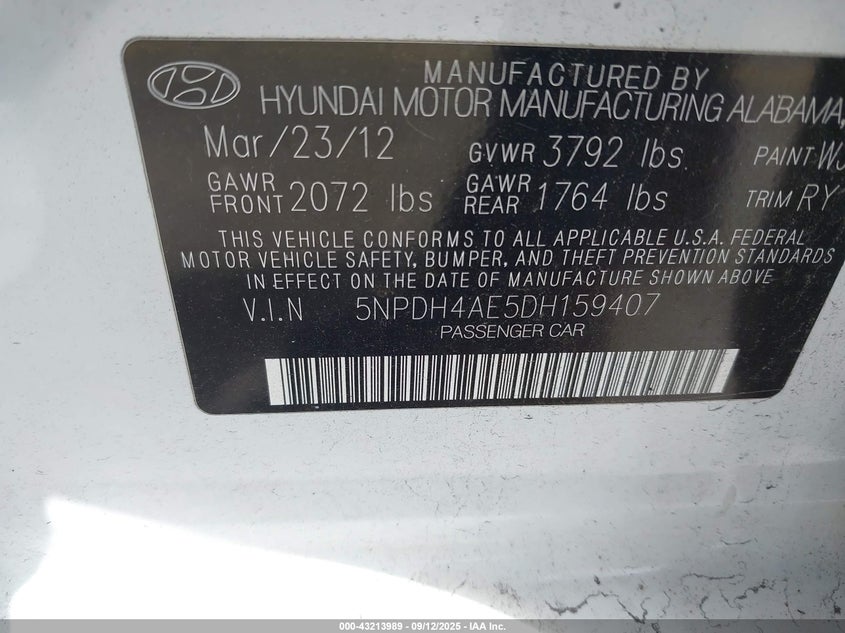 MANUFACTURED BY
HYUNDAI MOTOR MANUFACTURING ALABAMA,
Mar/23/12 GVWR 3792 lbs PAINT
GAWR FRONT 2072 lbs GAWR REAR 1764 lbs TRIM RY
THIS VEHICLE CONFORMS TO ALL APPLICABLE U.S.A. FEDERAL
MOTOR VEHICLE SAFETY, BUMPER, AND THEFT PREVENTION STANDARDS
IN EFFECT ON THE DATE OF MANUFACTURE SHOWN ABOVE
V.I.N 5NPDH4AE5DH159407
PASSENGER CAR
000-43213989 - 09/12/2025 - IAA Inc.